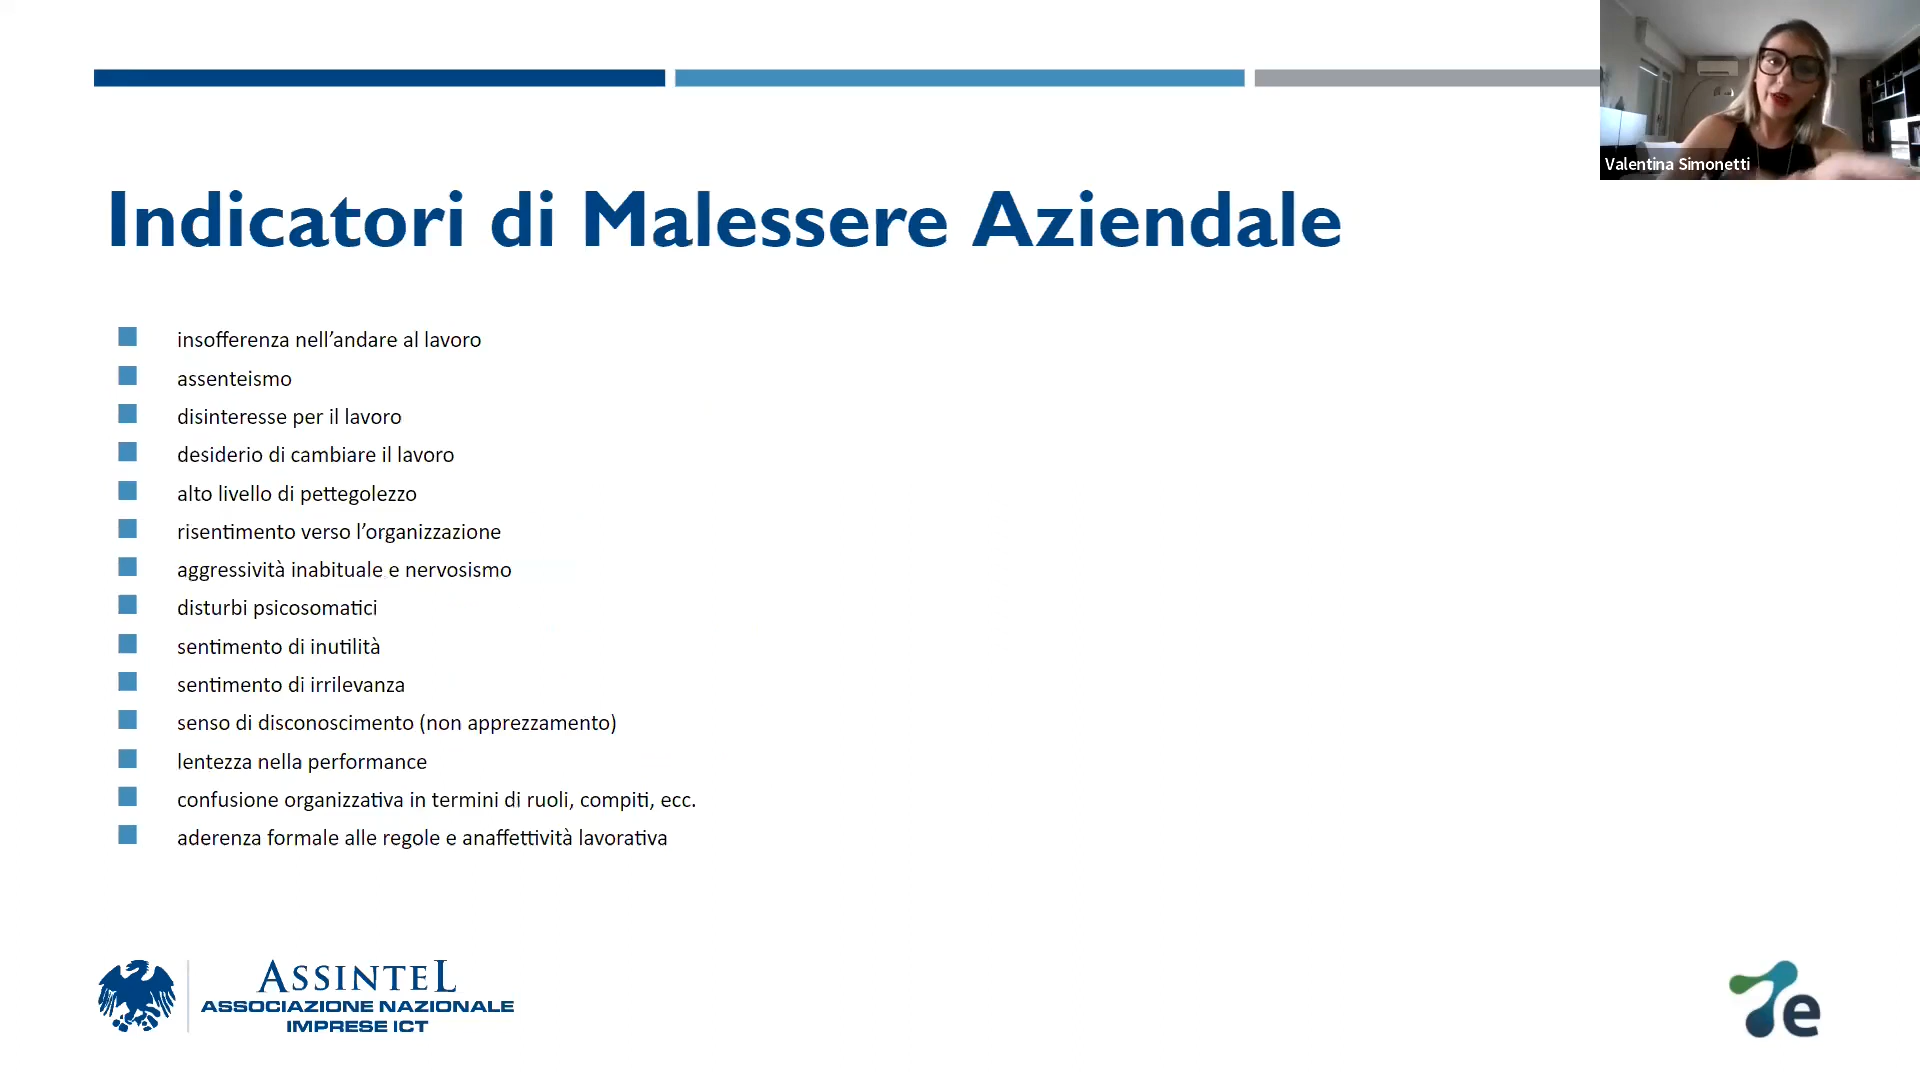 Valentina Simonetti
Indicatori di Malessere Aziendale
insofferenza nell’andare al lavoro
assenteismo
disinteresse per il lavoro
desiderio di cambiare il lavoro
alto livello di pettegolezzo
risentimento verso l’organizzazione
aggressività inabituale e nervosismo
disturbi psicosomatici
sentimento di inutilità
sentimento di irrilevanza
senso di disconoscimento (non apprezzamento)
lentezza nella performance
confusione organizzativa in termini di ruoli, compiti, ecc.
aderenza formale alle regole e anaffettività lavorativa
ASSINTEL
ASSOCIAZIONE NAZIONALE
IMPRESE ICT
e